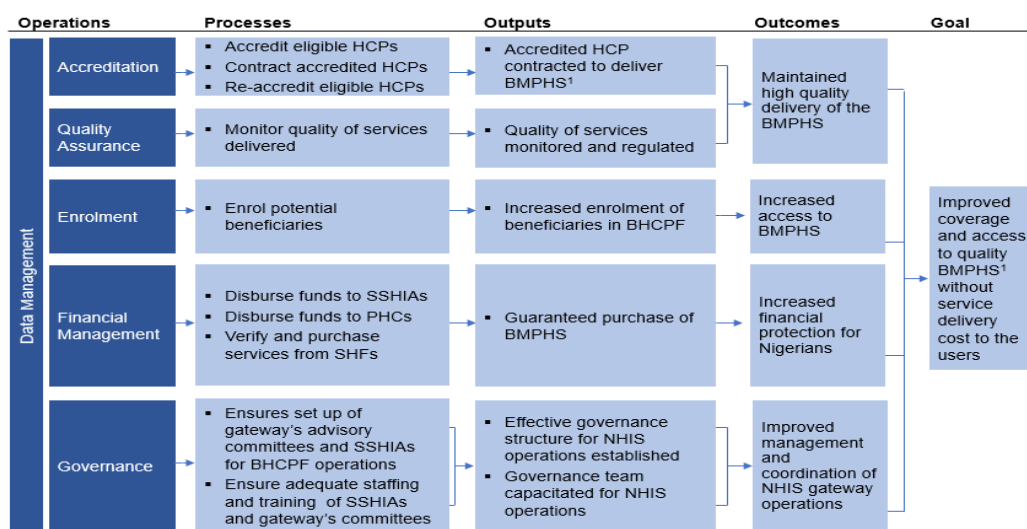 Operations
Processes
Outputs
Outcomes
Goal
Data Management
Accreditation
▪ Accredit eligible HCPs
▪ Contract accredited HCPs
▪ Re-accredit eligible HCPs
▪ Accredited HCP
contracted to deliver
BMPHS¹
Maintained
high quality
delivery of the
BMPHS
Quality
Assurance
▪ Monitor quality of services
delivered
▪ Quality of services
monitored and regulated
Enrolment
▪ Enrol potential
beneficiaries
▪ Increased enrolment of
beneficiaries in BHCPF
Increased
access to
BMPHS
Financial
Management
▪ Disburse funds to SSHIAs
▪ Disburse funds to PHCs
▪ Verify and purchase
services from SHFs
▪ Guaranteed purchase of
BMPHS
Increased
financial
protection for
Nigerians
Governance
▪ Ensures set up of
gateway’s advisory
committees and SSHIAs
for BHCPF operations
▪ Ensure adequate staffing
and training of SSHIAs
and gateway’s committees
▪ Effective governance
structure for NHIS
operations established
▪ Governance team
capacitated for NHIS
operations
Improved
management
and
coordination of
NHIS gateway
operations
Improved
coverage
and access
to quality
BMPHS¹
without
service
delivery
cost to the
users